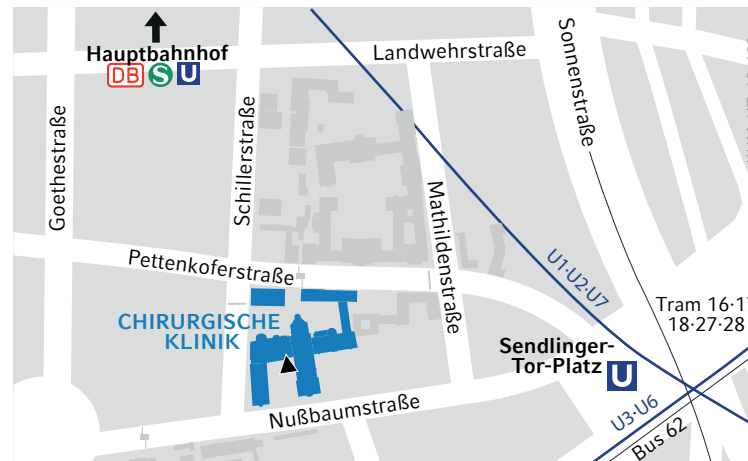 Hauptbahnhof
DB S U
Landwehrstraße
Sonnenstraße
Goethestraße
Schillerstraße
Mathildenstraße
Pettenkoferstraße
U1·U2·U7
CHIRURGISCHE
KLINIK
Tram 16·17
18·27·28
Sendlinger-
Tor-Platz U
Nußbaumstraße
U3·U6
Bus 62